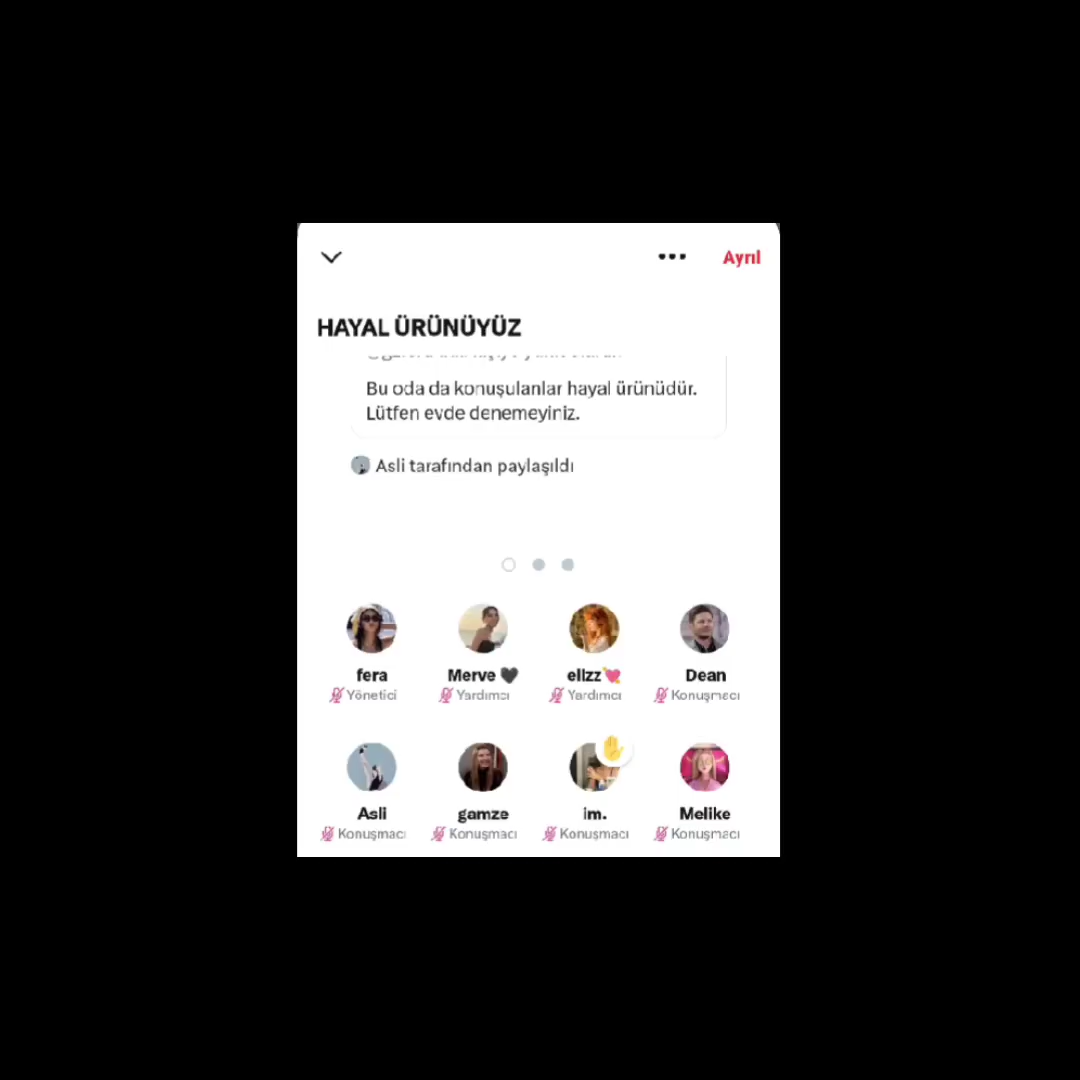 Ayrıl
HAYAL ÜRÜNÜYÜZ
Bu oda da konuşulanlar hayal ürünüdür.
Lütfen evde denemeyiniz.
Asli tarafından paylaşıldı
fera
Merve 🖤
elizz💘
Dean
Yönetici
Yardımcı
Yardımcı
Konuşmacı
Asli
gamze
im.
Melike
Konuşmacı
Konuşmacı
Konuşmacı
Konuşmacı